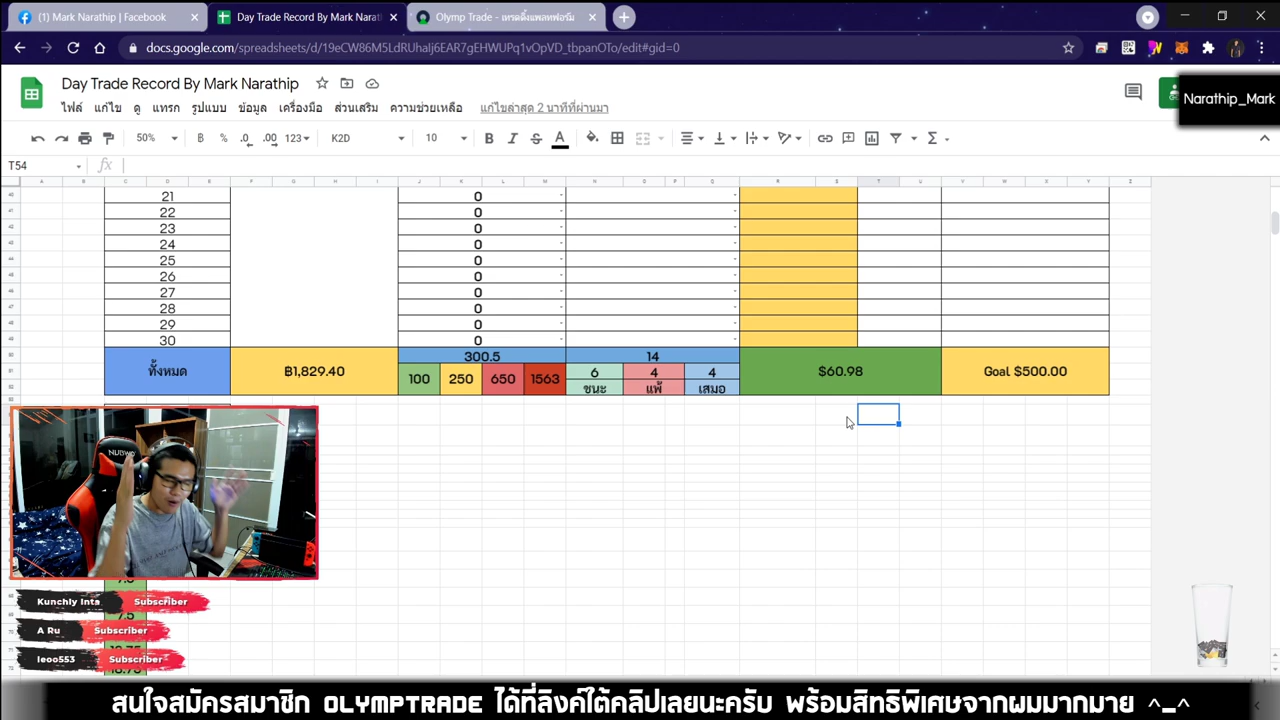 (1) Mark Narathip | Facebook
Day Trade Record By Mark Narat
Olymp Trade - เทรดดิ้งแพลทฟอร์ม
docs.google.com/spreadsheets/d/19eCW86M5LdRUhalj6EAR7gEHWUPq1vOpVD_tbpanOTo/edit#gid=0
Day Trade Record By Mark Narathip
Narathip_Mark
ไฟล์ แก้ไข ดู แทรก รูปแบบ ข้อมูล เครื่องมือ ส่วนเสริม ความช่วยเหลือ แก้ไขล่าสุด 2 นาทีที่ผ่านมา
50% ฿ % .0 .00 123 K2D 10 B I S A Σ
T54 fx
21 0 - -
22 0 - -
23 0 - -
24 0 - -
25 0 - -
26 0 - -
27 0 - -
28 0 - -
29 0 - -
30 0 - -
ทั้งหมด ฿1,829.40 300.5 14 $60.98 Goal $500.00
100 250 650 1563 6 4 4
ชนะ แพ้ เสมอ
NUBWO
Kunchly Inta Subscriber
7.5
A Ru Subscriber
leoo553 Subscriber
18.75
สนใจสมัครสมาชิก OLYMPTRADE ได้ที่ลิงค์ใต้คลิปเลยนะครับ พร้อมสิทธิพิเศษจากผมมากมาย ^_^